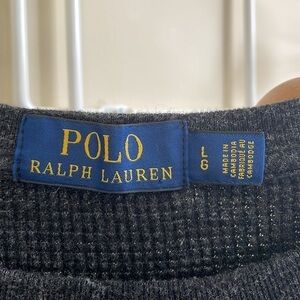 POLO
RALPH LAUREN
L
G
MADE IN
CAMBODIA
FABRIQUÉ AU
CAMBODGE